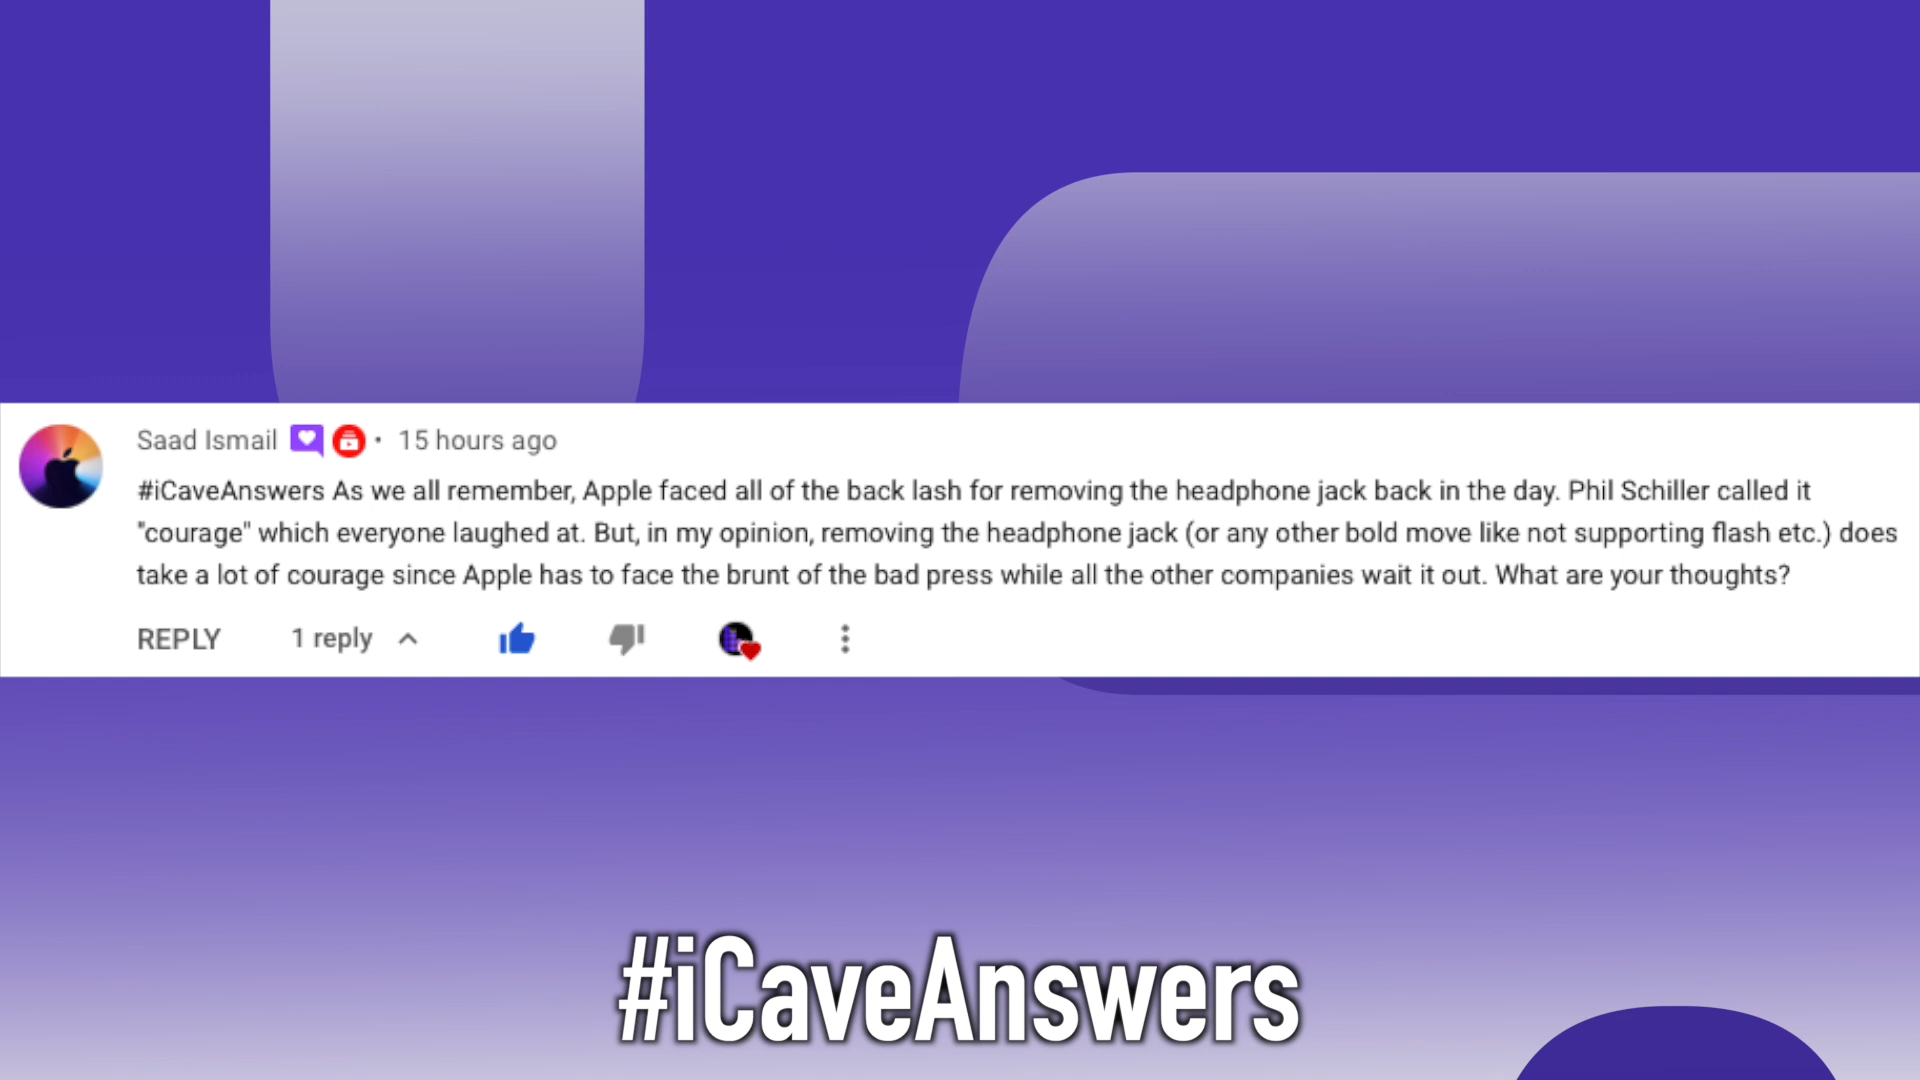 Saad Ismail • 15 hours ago
#iCaveAnswers As we all remember, Apple faced all of the back lash for removing the headphone jack back in the day. Phil Schiller called it
"courage" which everyone laughed at. But, in my opinion, removing the headphone jack (or any other bold move like not supporting flash etc.) does
take a lot of courage since Apple has to face the brunt of the bad press while all the other companies wait it out. What are your thoughts?
REPLY 1 reply
#iCaveAnswers